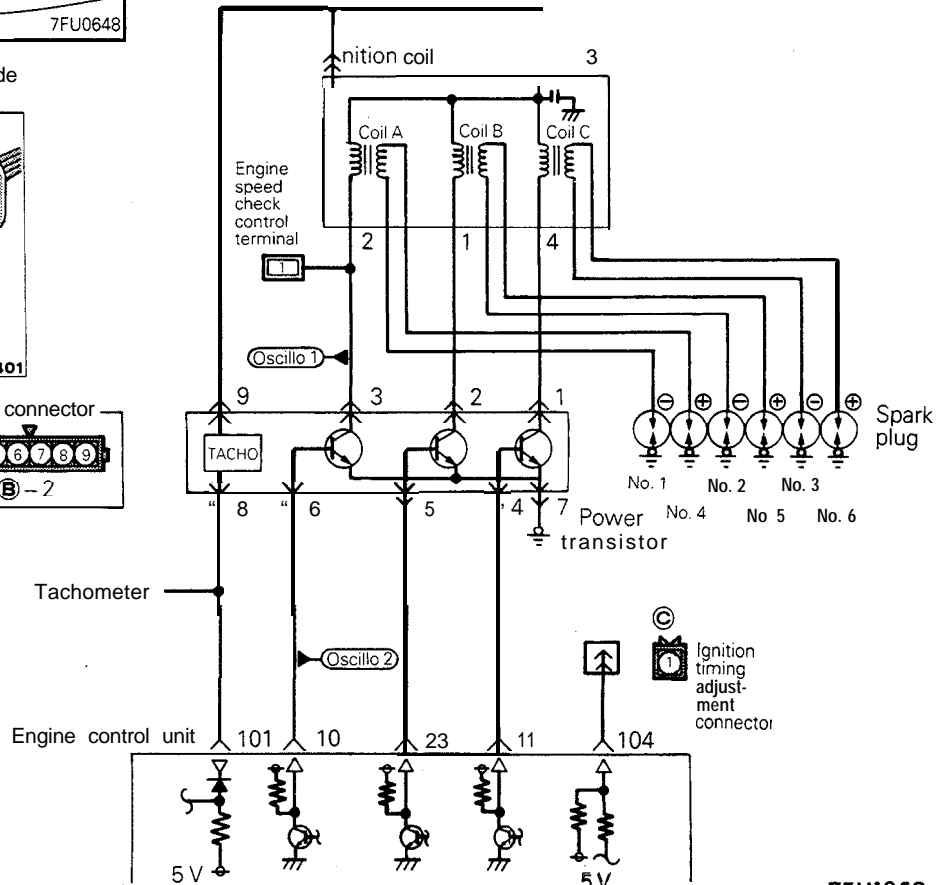 7FU0648
de
nition coil
3
Coil A
Coil B
Coil C
Engine
speed
check
control
terminal
2
1
4
1
Oscillo 1
401
connector
6 7 8 9
B - 2
9
3
2
1
TACHO
8
6
5
4
7
Power
transistor
Spark
plug
No. 1
No. 2
No. 3
No. 4
No 5
No. 6
Tachometer
Oscillo 2
C
1
Ignition
timing
adjust-
ment
connector
Engine control unit
101
10
23
11
104
5 V
5 V